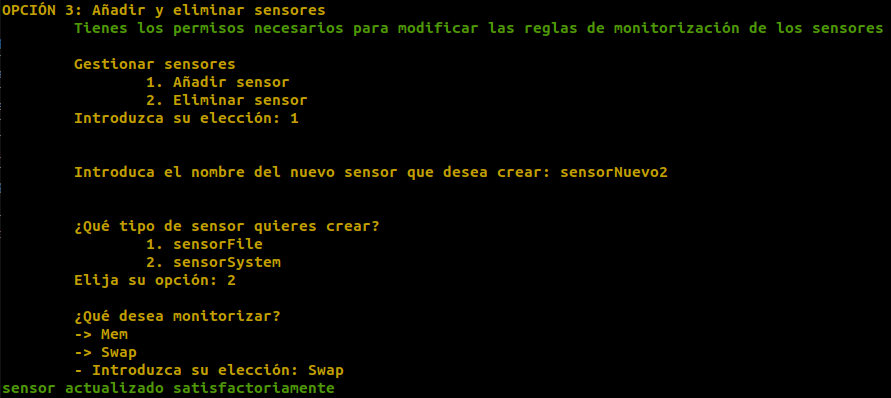 OPCIÓN 3: Añadir y eliminar sensores
Tienes los permisos necesarios para modificar las reglas de monitorización de los sensores
Gestionar sensores
1. Añadir sensor
2. Eliminar sensor
Introduzca su elección: 1
Introduca el nombre del nuevo sensor que desea crear: sensorNuevo2
¿Qué tipo de sensor quieres crear?
1. sensorFile
2. sensorSystem
Elija su opción: 2
¿Qué desea monitorizar?
-> Mem
-> Swap
- Introduzca su elección: Swap
sensor actualizado satisfactoriamente